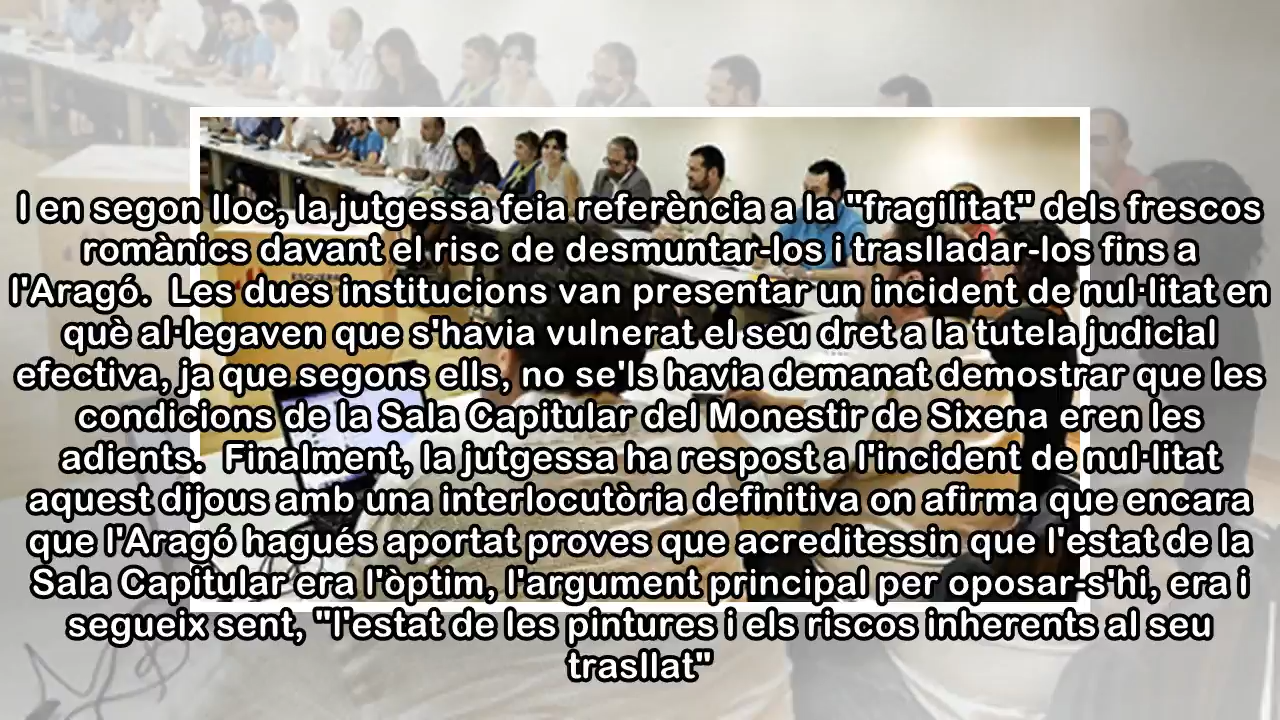 I en segon lloc, la jutgessa feia referència a la "fragilitat" dels frescos
romànics davant el risc de desmuntar-los i traslladar-los fins a
l'Aragó.  Les dues institucions van presentar un incident de nul·litat en
què al·legaven que s'havia vulnerat el seu dret a la tutela judicial
efectiva, ja que segons ells, no se'ls havia demanat demostrar que les
condicions de la Sala Capitular del Monestir de Sixena eren les
adients.  Finalment, la jutgessa ha respost a l'incident de nul·litat
aquest dijous amb una interlocutòria definitiva on afirma que encara
que l'Aragó hagués aportat proves que acreditessin que l'estat de la
Sala Capitular era l'òptim, l'argument principal per oposar-s'hi, era i
segueix sent, "l'estat de les pintures i els riscos inherents al seu
trasllat"